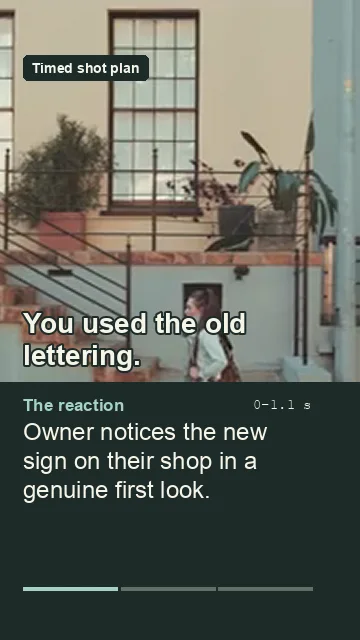 Timed shot plan
You used the old
lettering.
The reaction
0–1.1 s
Owner notices the new
sign on their shop in a
genuine first look.